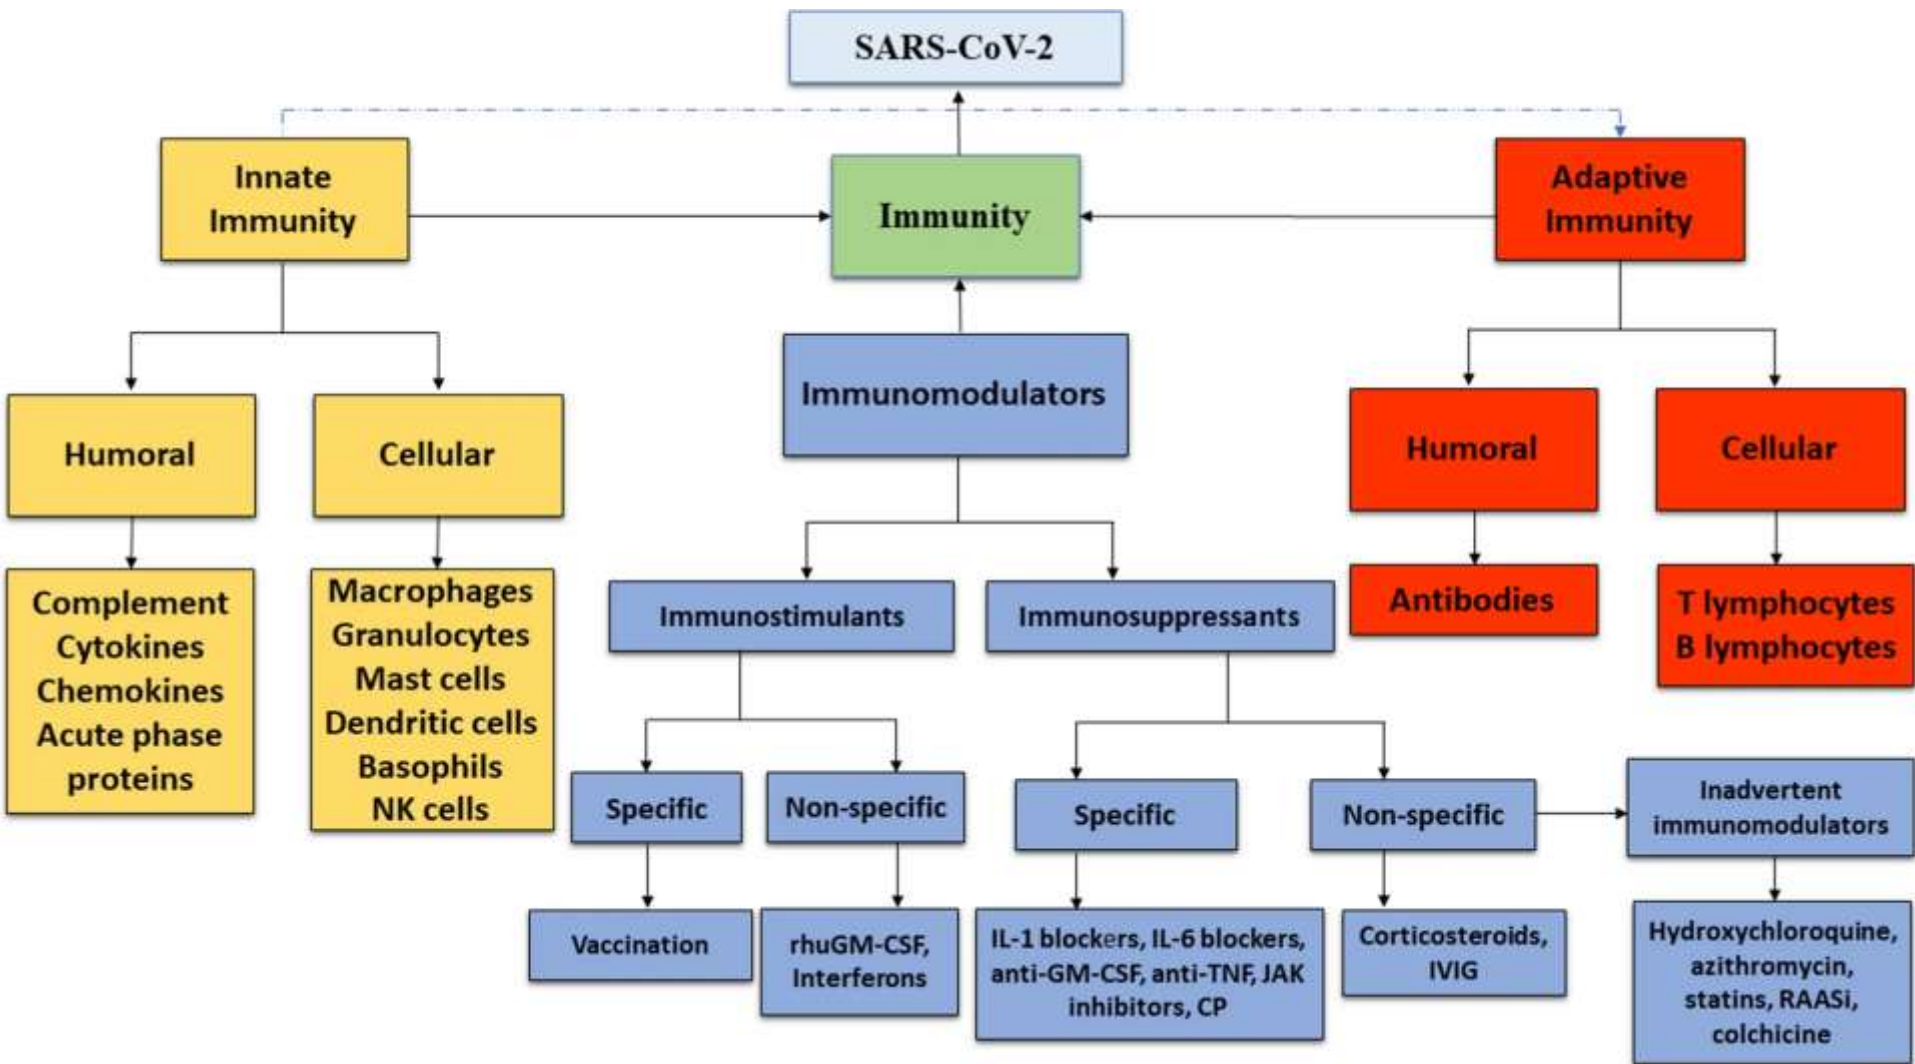 SARS-CoV-2
Innate
Immunity
Immunity
Adaptive
Immunity
Immunomodulators
Humoral
Cellular
Humoral
Cellular
Complement
Cytokines
Chemokines
Acute phase
proteins
Macrophages
Granulocytes
Mast cells
Dendritic cells
Basophils
NK cells
Immunostimulants
Immunosuppressants
Antibodies
T lymphocytes
B lymphocytes
Specific
Non-specific
Specific
Non-specific
Inadvertent
immunomodulators
Vaccination
rhuGM-CSF,
Interferons
IL-1 blockers, IL-6 blockers,
anti-GM-CSF, anti-TNF, JAK
inhibitors, CP
Corticosteroids,
IVIG
Hydroxychloroquine,
azithromycin,
statins, RAASi,
colchicine